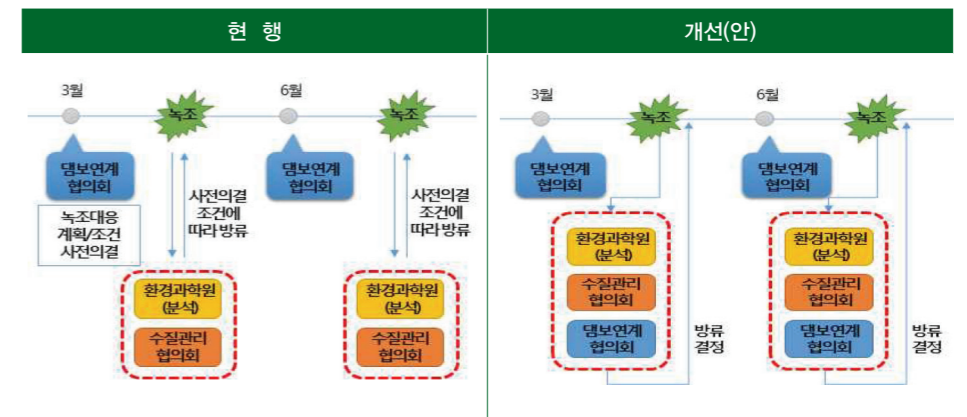 현 행
개선(안)
3월
녹조
6월
녹조
댐보연계
협의회
댐보연계
협의회
녹조대응
계획/조건
사전의결
사전의결
조건에
따라 방류
사전의결
조건에
따라 방류
환경과학원
(분석)
수질관리
협의회
환경과학원
(분석)
수질관리
협의회
3월
녹조
6월
녹조
댐보연계
협의회
댐보연계
협의회
환경과학원
(분석)
수질관리
협의회
댐보연계
협의회
방류
결정
환경과학원
(분석)
수질관리
협의회
댐보연계
협의회
방류
결정